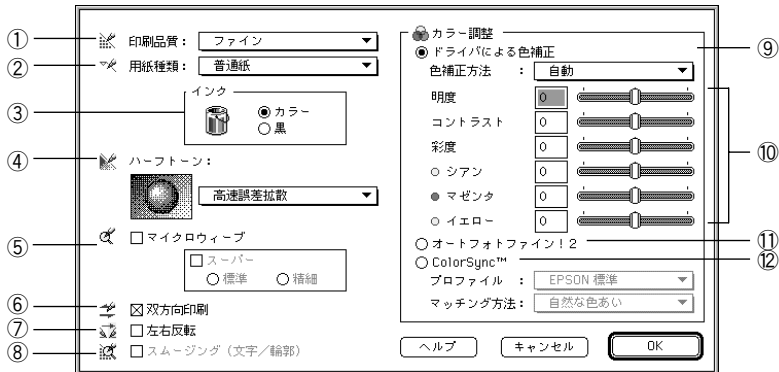 ① 印刷品質： ファイン
② 用紙種類： 普通紙
③ インク
カラー
黒
④ ハーフトーン：
高速誤差拡散
⑤ マイクロウィーブ
スーパー
標準 精細
⑥ 双方向印刷
⑦ 左右反転
⑧ スムージング（文字／輪郭）
カラー調整
ドライバによる色補正 ⑨
色補正方法 ： 自動
明度 0
コントラスト 0
彩度 0
シアン 0
マゼンタ 0
イエロー 0
⑩
オートフォトファイン！2 ⑪
ColorSync™ ⑫
プロファイル ： EPSON 標準
マッチング方法： 自然な色あい
ヘルプ キャンセル OK